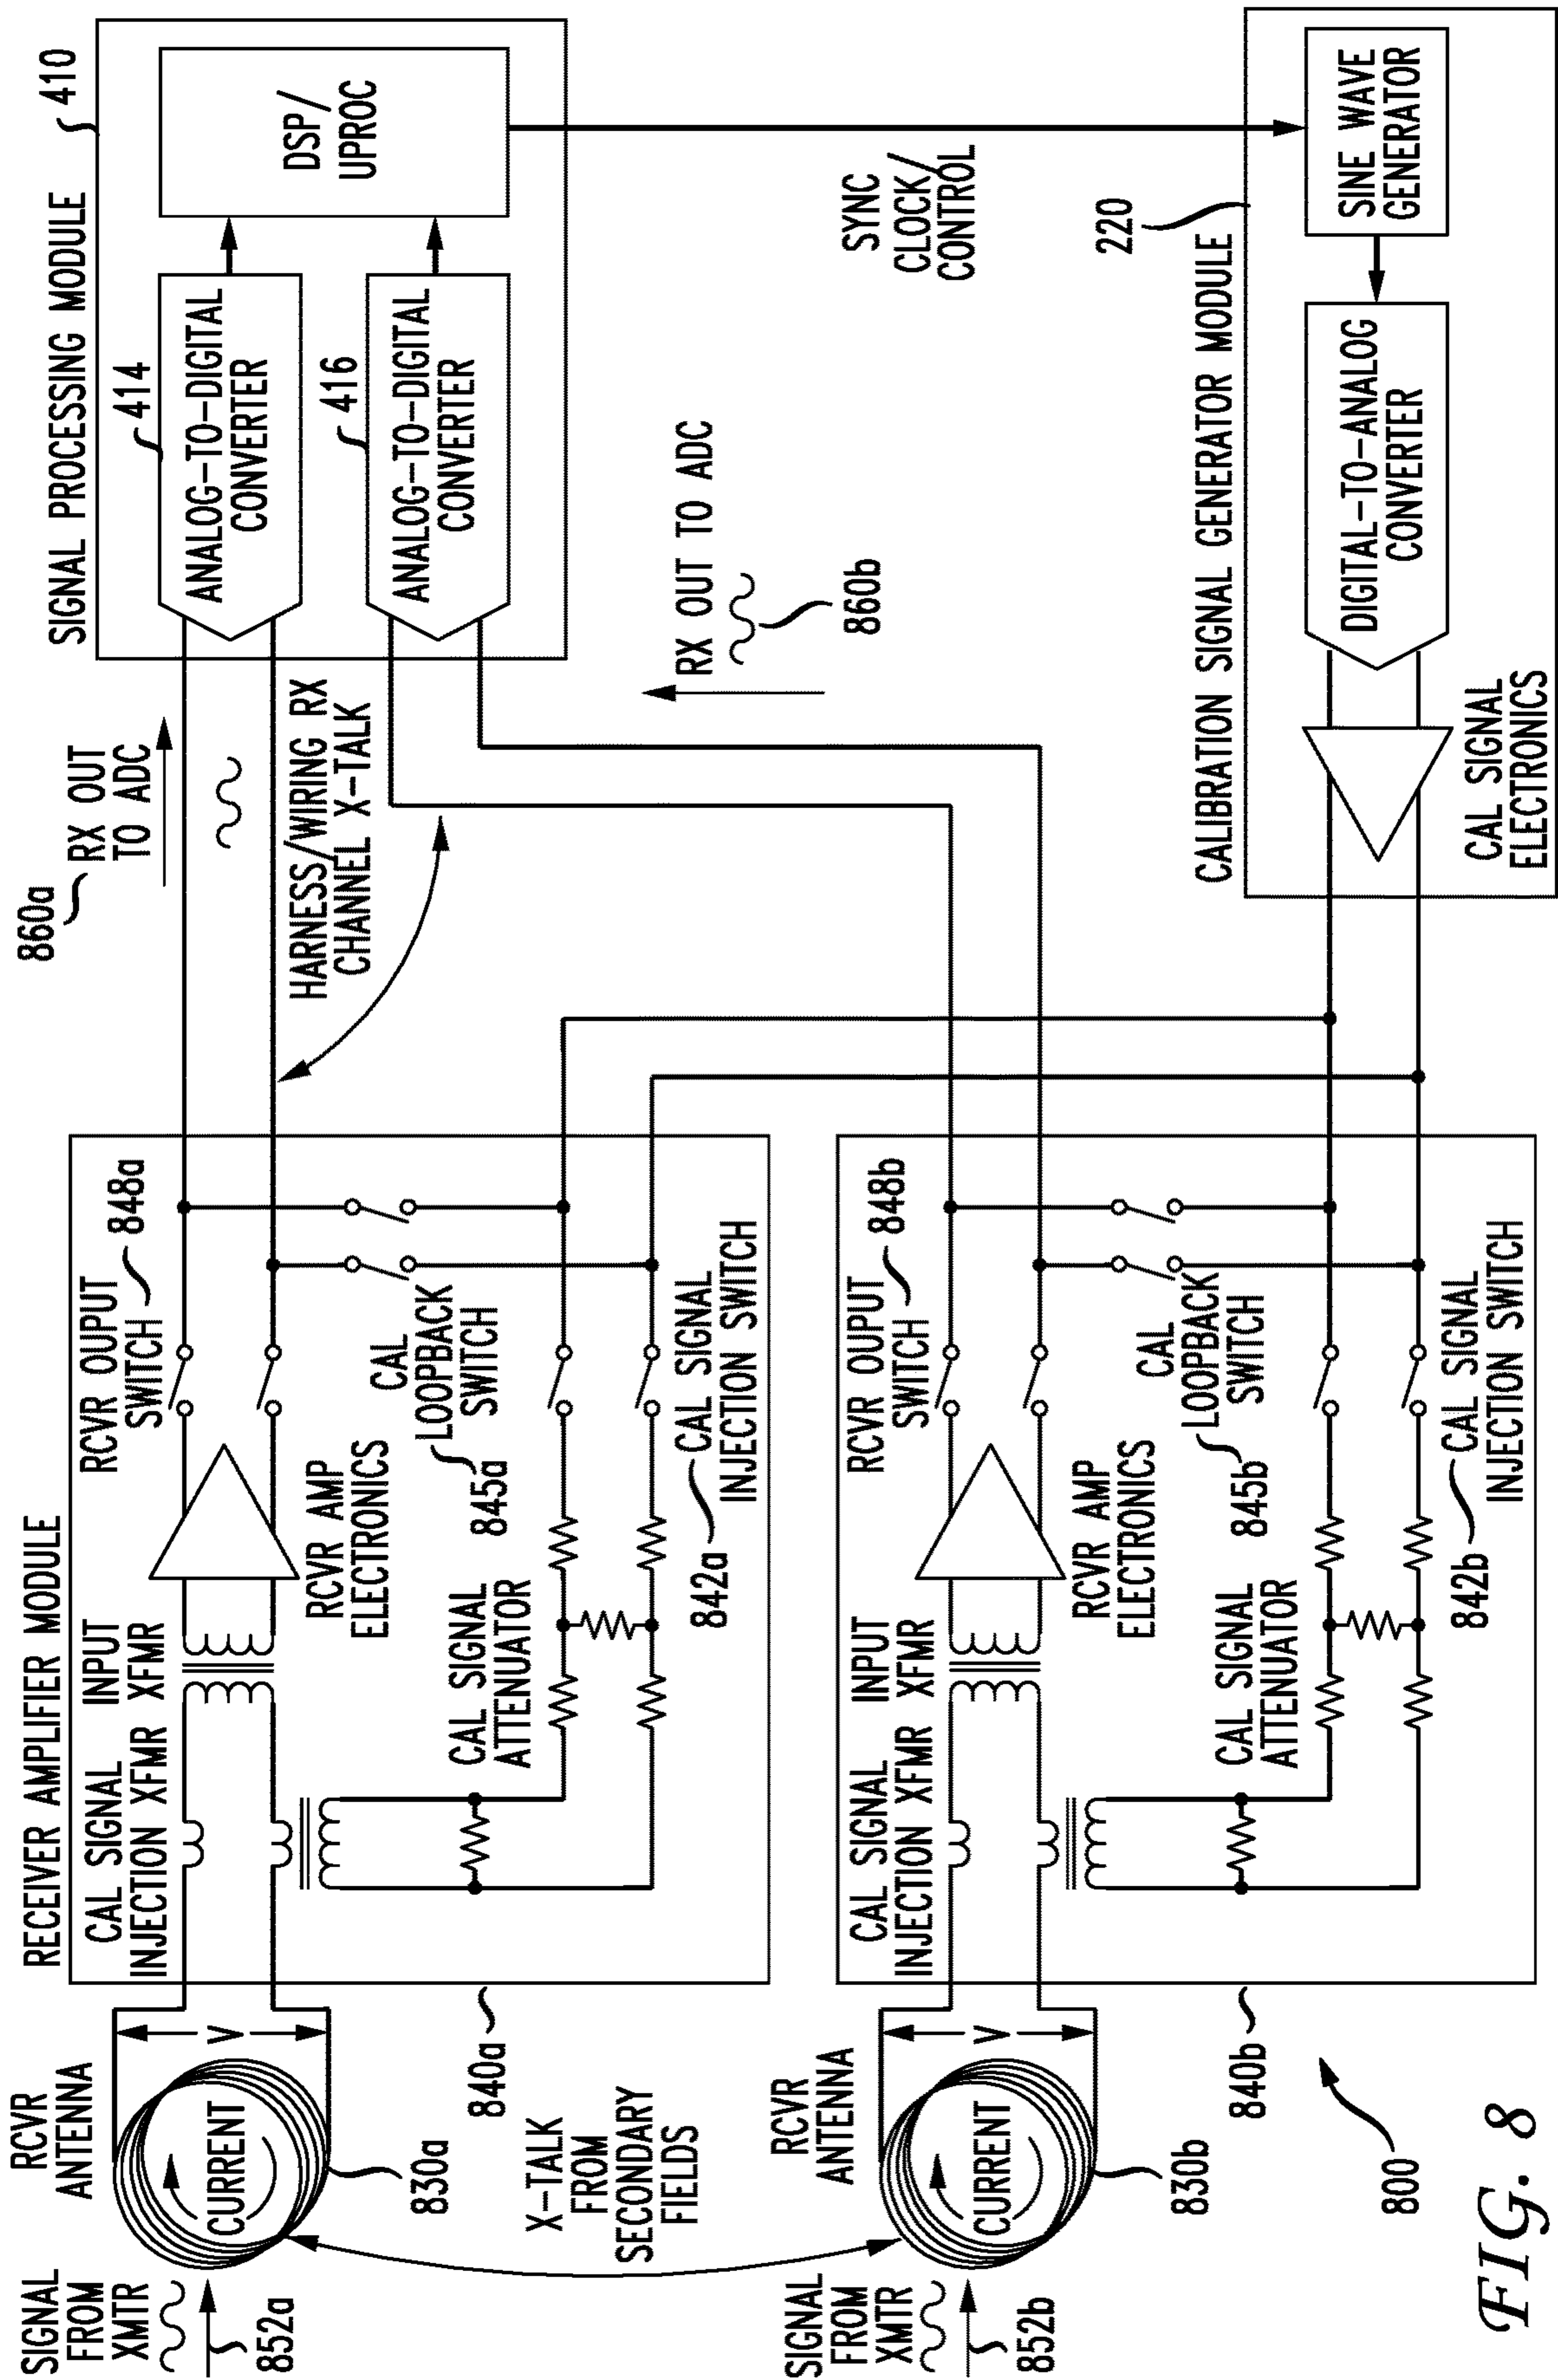 SIGNAL
FROM
XMTR
852a
RCVR
ANTENNA
CURRENT
V
830a
X-TALK
FROM
SECONDARY
FIELDS
RECEIVER AMPLIFIER MODULE
840a
CAL SIGNAL
INJECTION XFMR
INPUT
XFMR
RCVR AMP
ELECTRONICS
RCVR OUPUT
SWITCH
848a
CAL
LOOPBACK
SWITCH
845a
CAL SIGNAL
ATTENUATOR
CAL SIGNAL
INJECTION SWITCH
842a
860a
RX OUT
TO ADC
HARNESS/WIRING RX
CHANNEL X-TALK
SIGNAL PROCESSING MODULE
410
414
ANALOG-TO-DIGITAL
CONVERTER
416
ANALOG-TO-DIGITAL
CONVERTER
DSP/
UPROC
RX OUT TO ADC
860b
SYNC
CLOCK/
CONTROL
SIGNAL
FROM
XMTR
852b
RCVR
ANTENNA
CURRENT
V
830b
840b
CAL SIGNAL
INJECTION XFMR
INPUT
XFMR
RCVR AMP
ELECTRONICS
RCVR OUPUT
SWITCH
848b
CAL
LOOPBACK
SWITCH
845b
CAL SIGNAL
ATTENUATOR
CAL SIGNAL
INJECTION SWITCH
842b
CALIBRATION SIGNAL GENERATOR MODULE
220
SINE WAVE
GENERATOR
DIGITAL-TO-ANALOG
CONVERTER
CAL SIGNAL
ELECTRONICS
800
FIG. 8